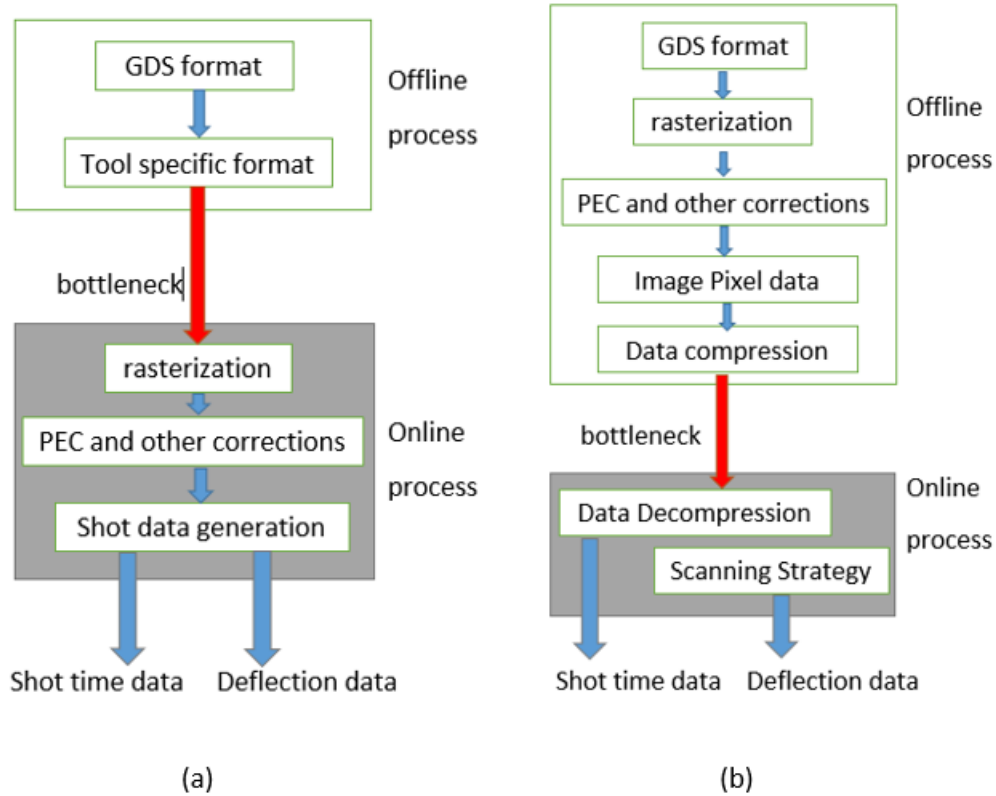 GDS format
Offline
process
Tool specific format
bottleneck
rasterization
PEC and other corrections
Online
process
Shot data generation
Shot time data
Deflection data
(a)
GDS format
Offline
process
rasterization
PEC and other corrections
Image Pixel data
Data compression
bottleneck
Online
process
Data Decompression
Scanning Strategy
Shot time data
Deflection data
(b)